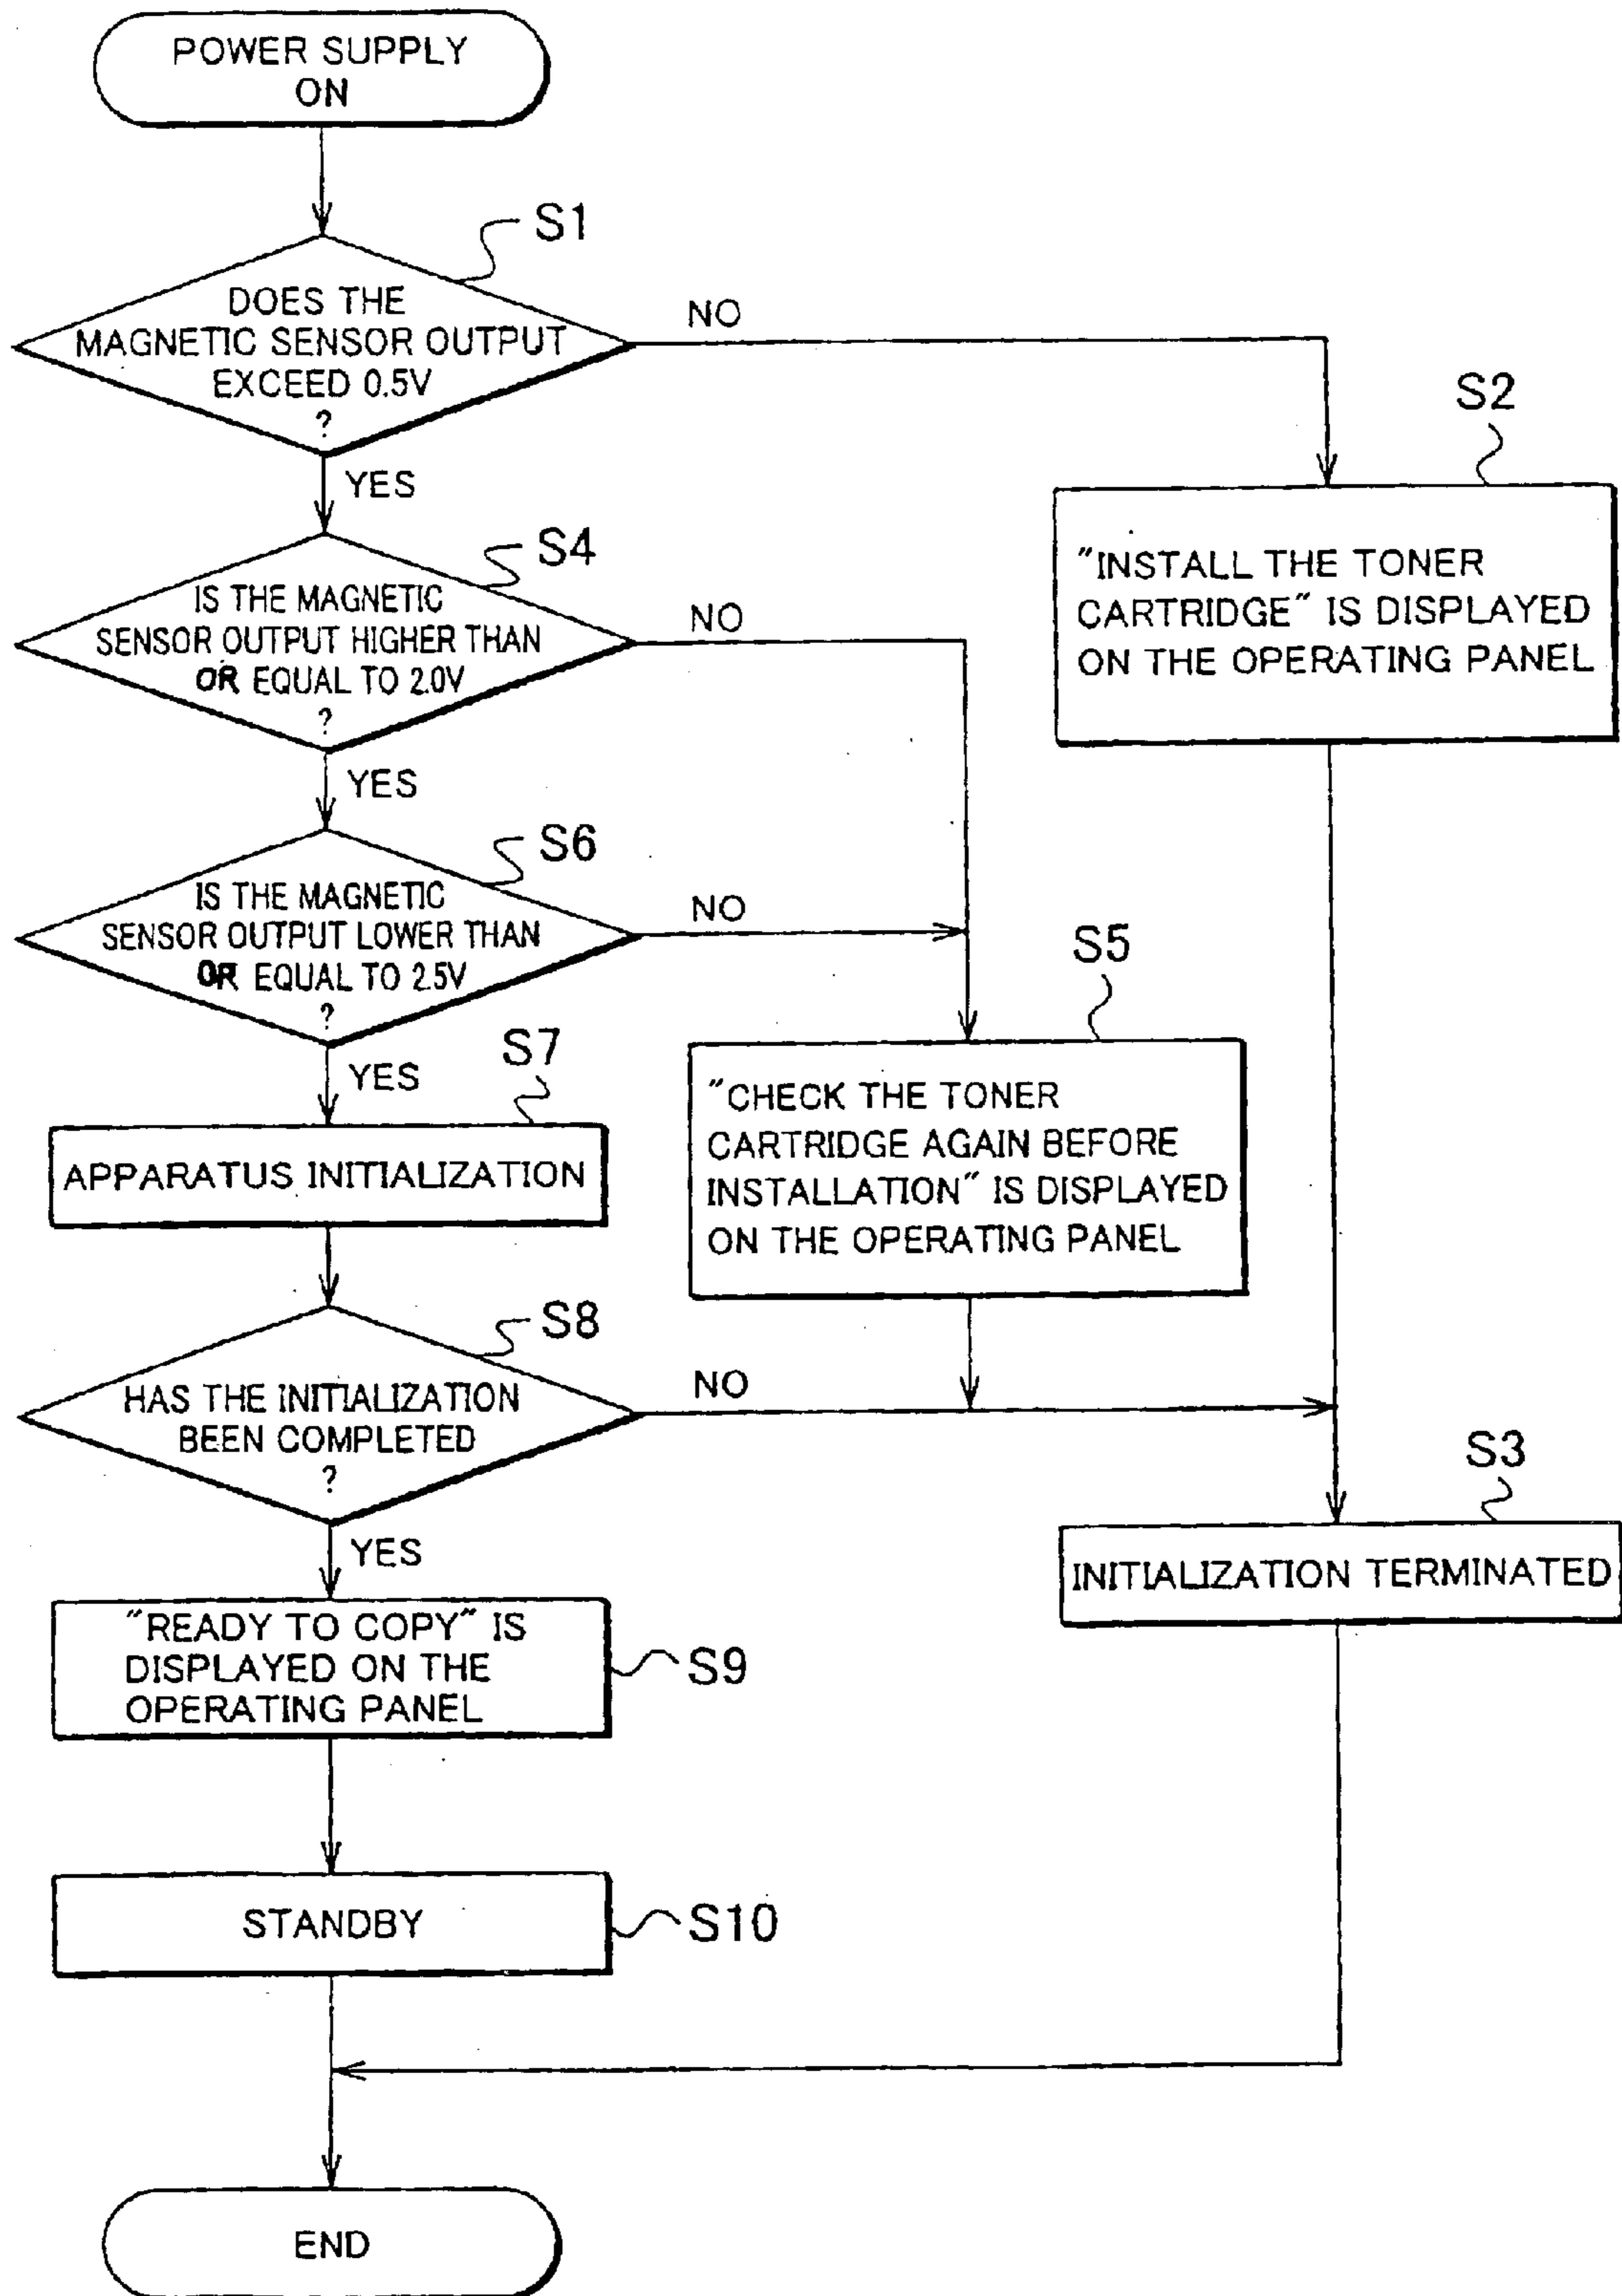 POWER SUPPLY
ON
S1
DOES THE
MAGNETIC SENSOR OUTPUT
EXCEED 0.5V
?
NO
YES
S2
"INSTALL THE TONER
CARTRIDGE" IS DISPLAYED
ON THE OPERATING PANEL
S4
IS THE MAGNETIC
SENSOR OUTPUT HIGHER THAN
OR EQUAL TO 2.0V
?
NO
YES
S6
IS THE MAGNETIC
SENSOR OUTPUT LOWER THAN
OR EQUAL TO 2.5V
?
NO
YES
S5
"CHECK THE TONER
CARTRIDGE AGAIN BEFORE
INSTALLATION" IS DISPLAYED
ON THE OPERATING PANEL
S7
APPARATUS INITIALIZATION
S8
HAS THE INITIALIZATION
BEEN COMPLETED
?
NO
YES
S3
INITIALIZATION TERMINATED
"READY TO COPY" IS
DISPLAYED ON THE
OPERATING PANEL
S9
STANDBY
S10
END